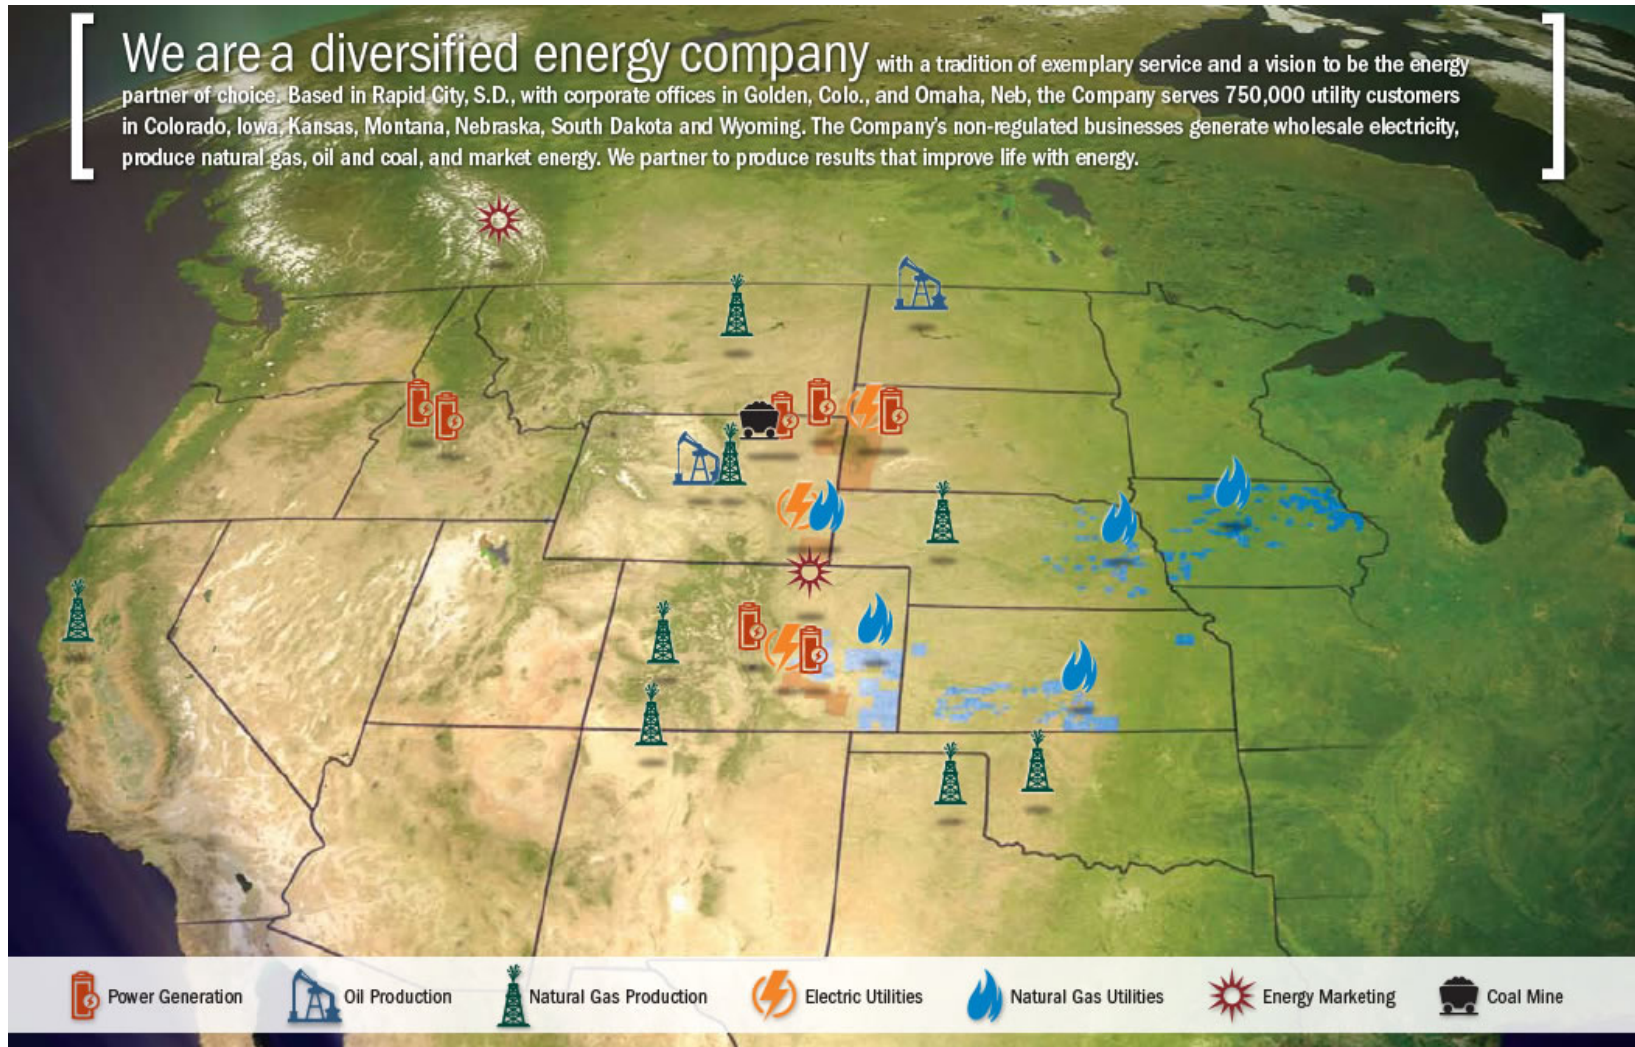 We are a diversified energy company with a tradition of exemplary service and a vision to be the energy
partner of choice. Based in Rapid City, S.D., with corporate offices in Golden, Colo., and Omaha, Neb, the Company serves 750,000 utility customers
in Colorado, Iowa, Kansas, Montana, Nebraska, South Dakota and Wyoming. The Company's non-regulated businesses generate wholesale electricity,
produce natural gas, oil and coal, and market energy. We partner to produce results that improve life with energy.
Power Generation Oil Production Natural Gas Production Electric Utilities Natural Gas Utilities Energy Marketing Coal Mine